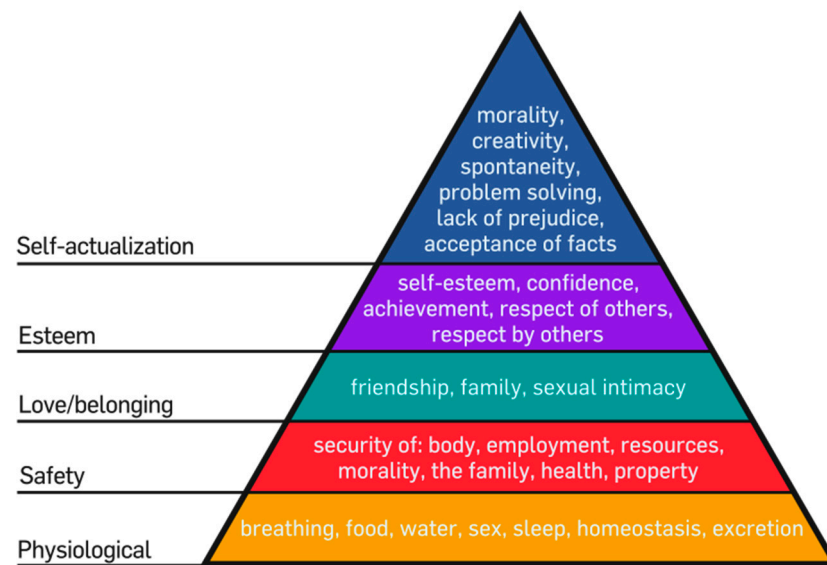 morality,
creativity,
spontaneity,
problem solving,
lack of prejudice,
acceptance of facts
Self-actualization
self-esteem, confidence,
achievement, respect of others,
respect by others
Esteem
friendship, family, sexual intimacy
Love/belonging
security of: body, employment, resources,
morality, the family, health, property
Safety
breathing, food, water, sex, sleep, homeostasis, excretion
Physiological